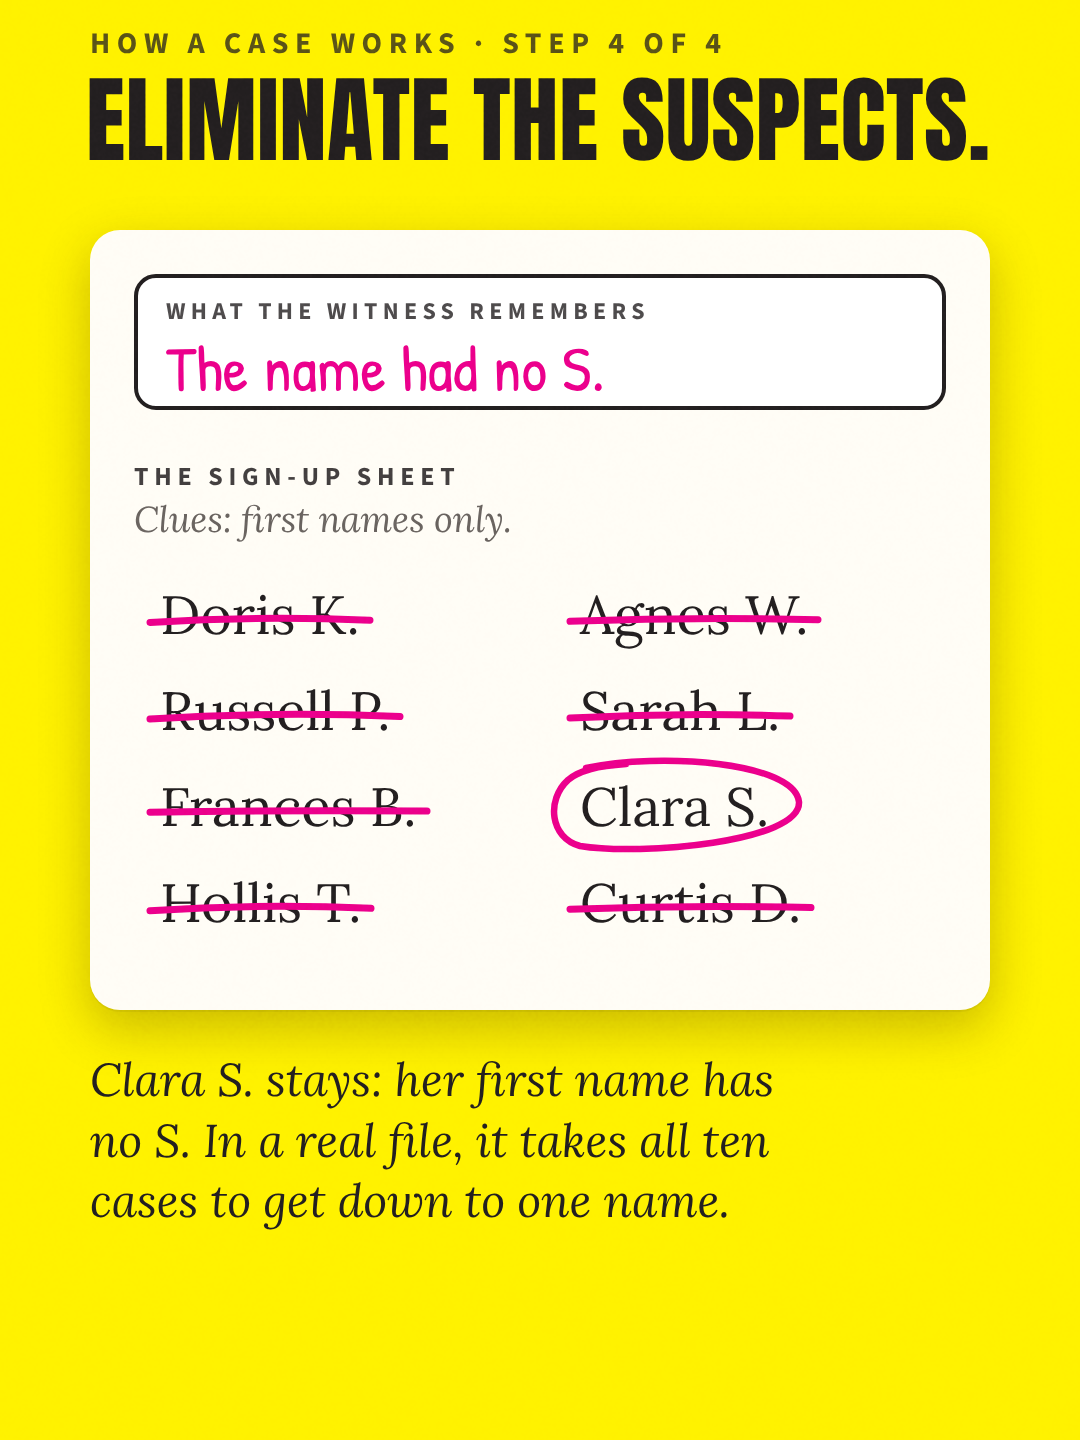 HOW A CASE WORKS · STEP 4 OF 4
ELIMINATE THE SUSPECTS.
WHAT THE WITNESS REMEMBERS
The name had no S.
THE SIGN-UP SHEET
Clues: first names only.
Doris K.
Agnes W.
Russell P.
Sarah L.
Frances B.
Clara S.
Hollis T.
Curtis D.
Clara S. stays: her first name has
no S. In a real file, it takes all ten
cases to get down to one name.